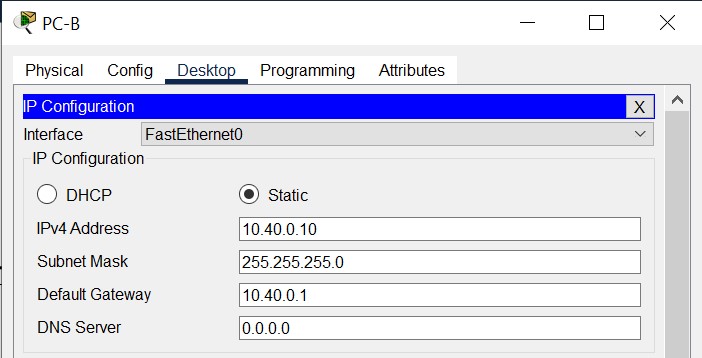 PC-B
Physical Config Desktop Programming Attributes
IP Configuration X
Interface FastEthernet0
IP Configuration
DHCP Static
IPv4 Address 10.40.0.10
Subnet Mask 255.255.255.0
Default Gateway 10.40.0.1
DNS Server 0.0.0.0